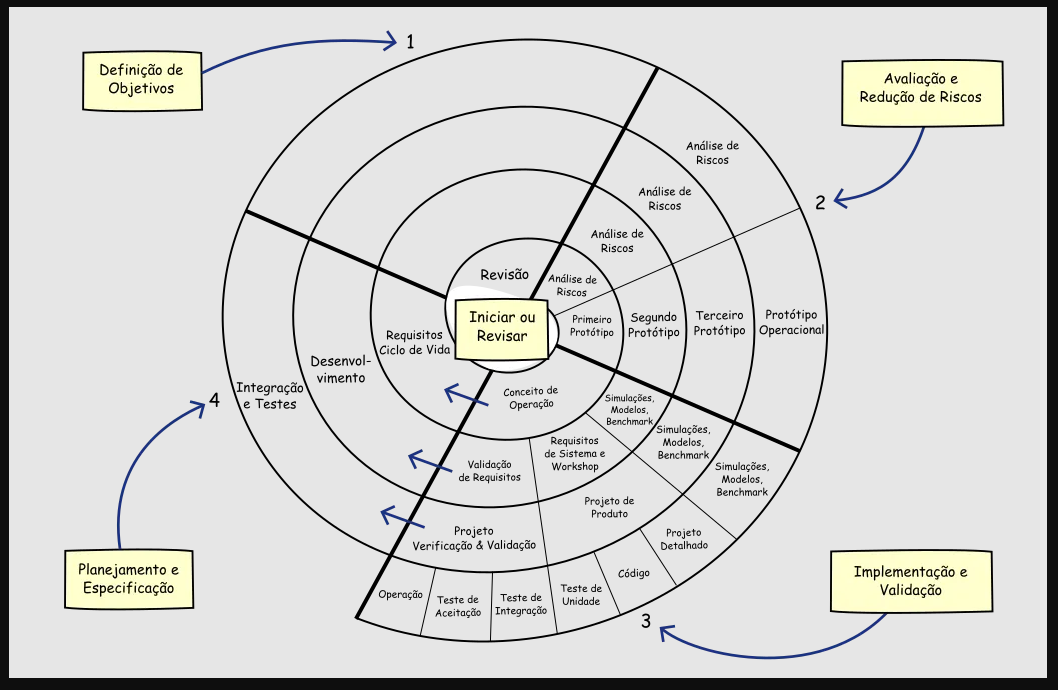 1
Definição de
Objetivos
Avaliação e
Redução de Riscos
2
Análise de
Riscos
Análise de
Riscos
Análise de
Riscos
Análise de
Riscos
Revisão
Iniciar ou
Revisar
Primeiro
Protótipo
Segundo
Protótipo
Terceiro
Protótipo
Protótipo
Operacional
Requisitos
Ciclo de Vida
Desenvol-
vimento
Integração
e Testes
4
Conceito de
Operação
Simulações,
Modelos,
Benchmark
Simulações,
Modelos,
Benchmark
Simulações,
Modelos,
Benchmark
Validação
de Requisitos
Requisitos
de Sistema e
Workshop
Projeto
Verificação & Validação
Projeto de
Produto
Projeto
Detalhado
Operação
Teste de
Aceitação
Teste de
Integração
Teste de
Unidade
Código
3
Planejamento e
Especificação
Implementação e
Validação